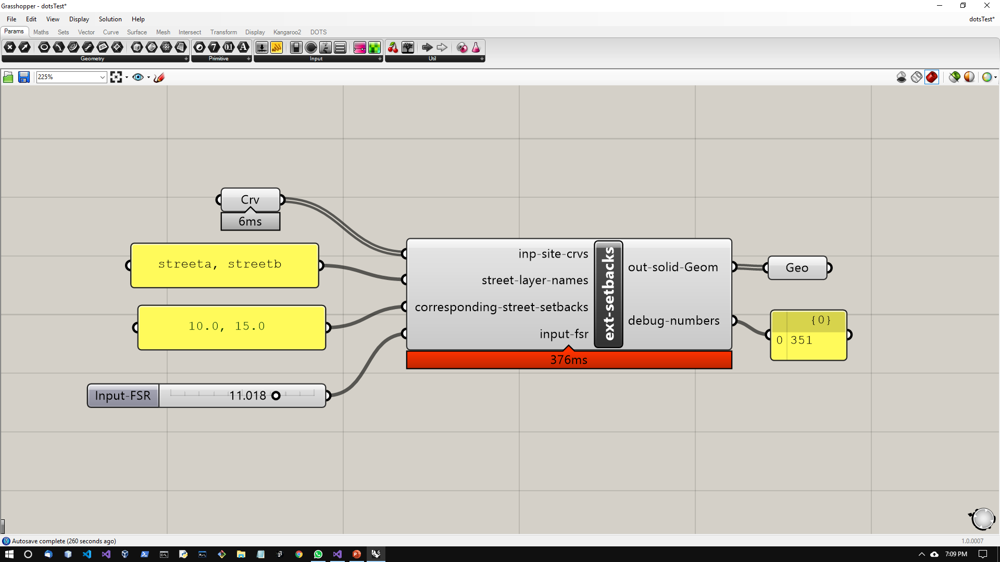 Grasshopper - dotsTest*
File Edit View Display Solution Help
dotsTest*
Params Maths Sets Vector Curve Surface Mesh Intersect Transform Display Kangaroo2 DOTS
Geometry Primitive Input Util
225%
Crv
6ms
streeta, streetb
10.0, 15.0
Input-FSR 11.018
inp-site-crvs
street-layer-names
corresponding-street-setbacks
input-fsr
ext-setbacks
out-solid-Geom
debug-numbers
376ms
Geo
{0}
0 351
Autosave complete (260 seconds ago)
1.0.0007
7:09 PM